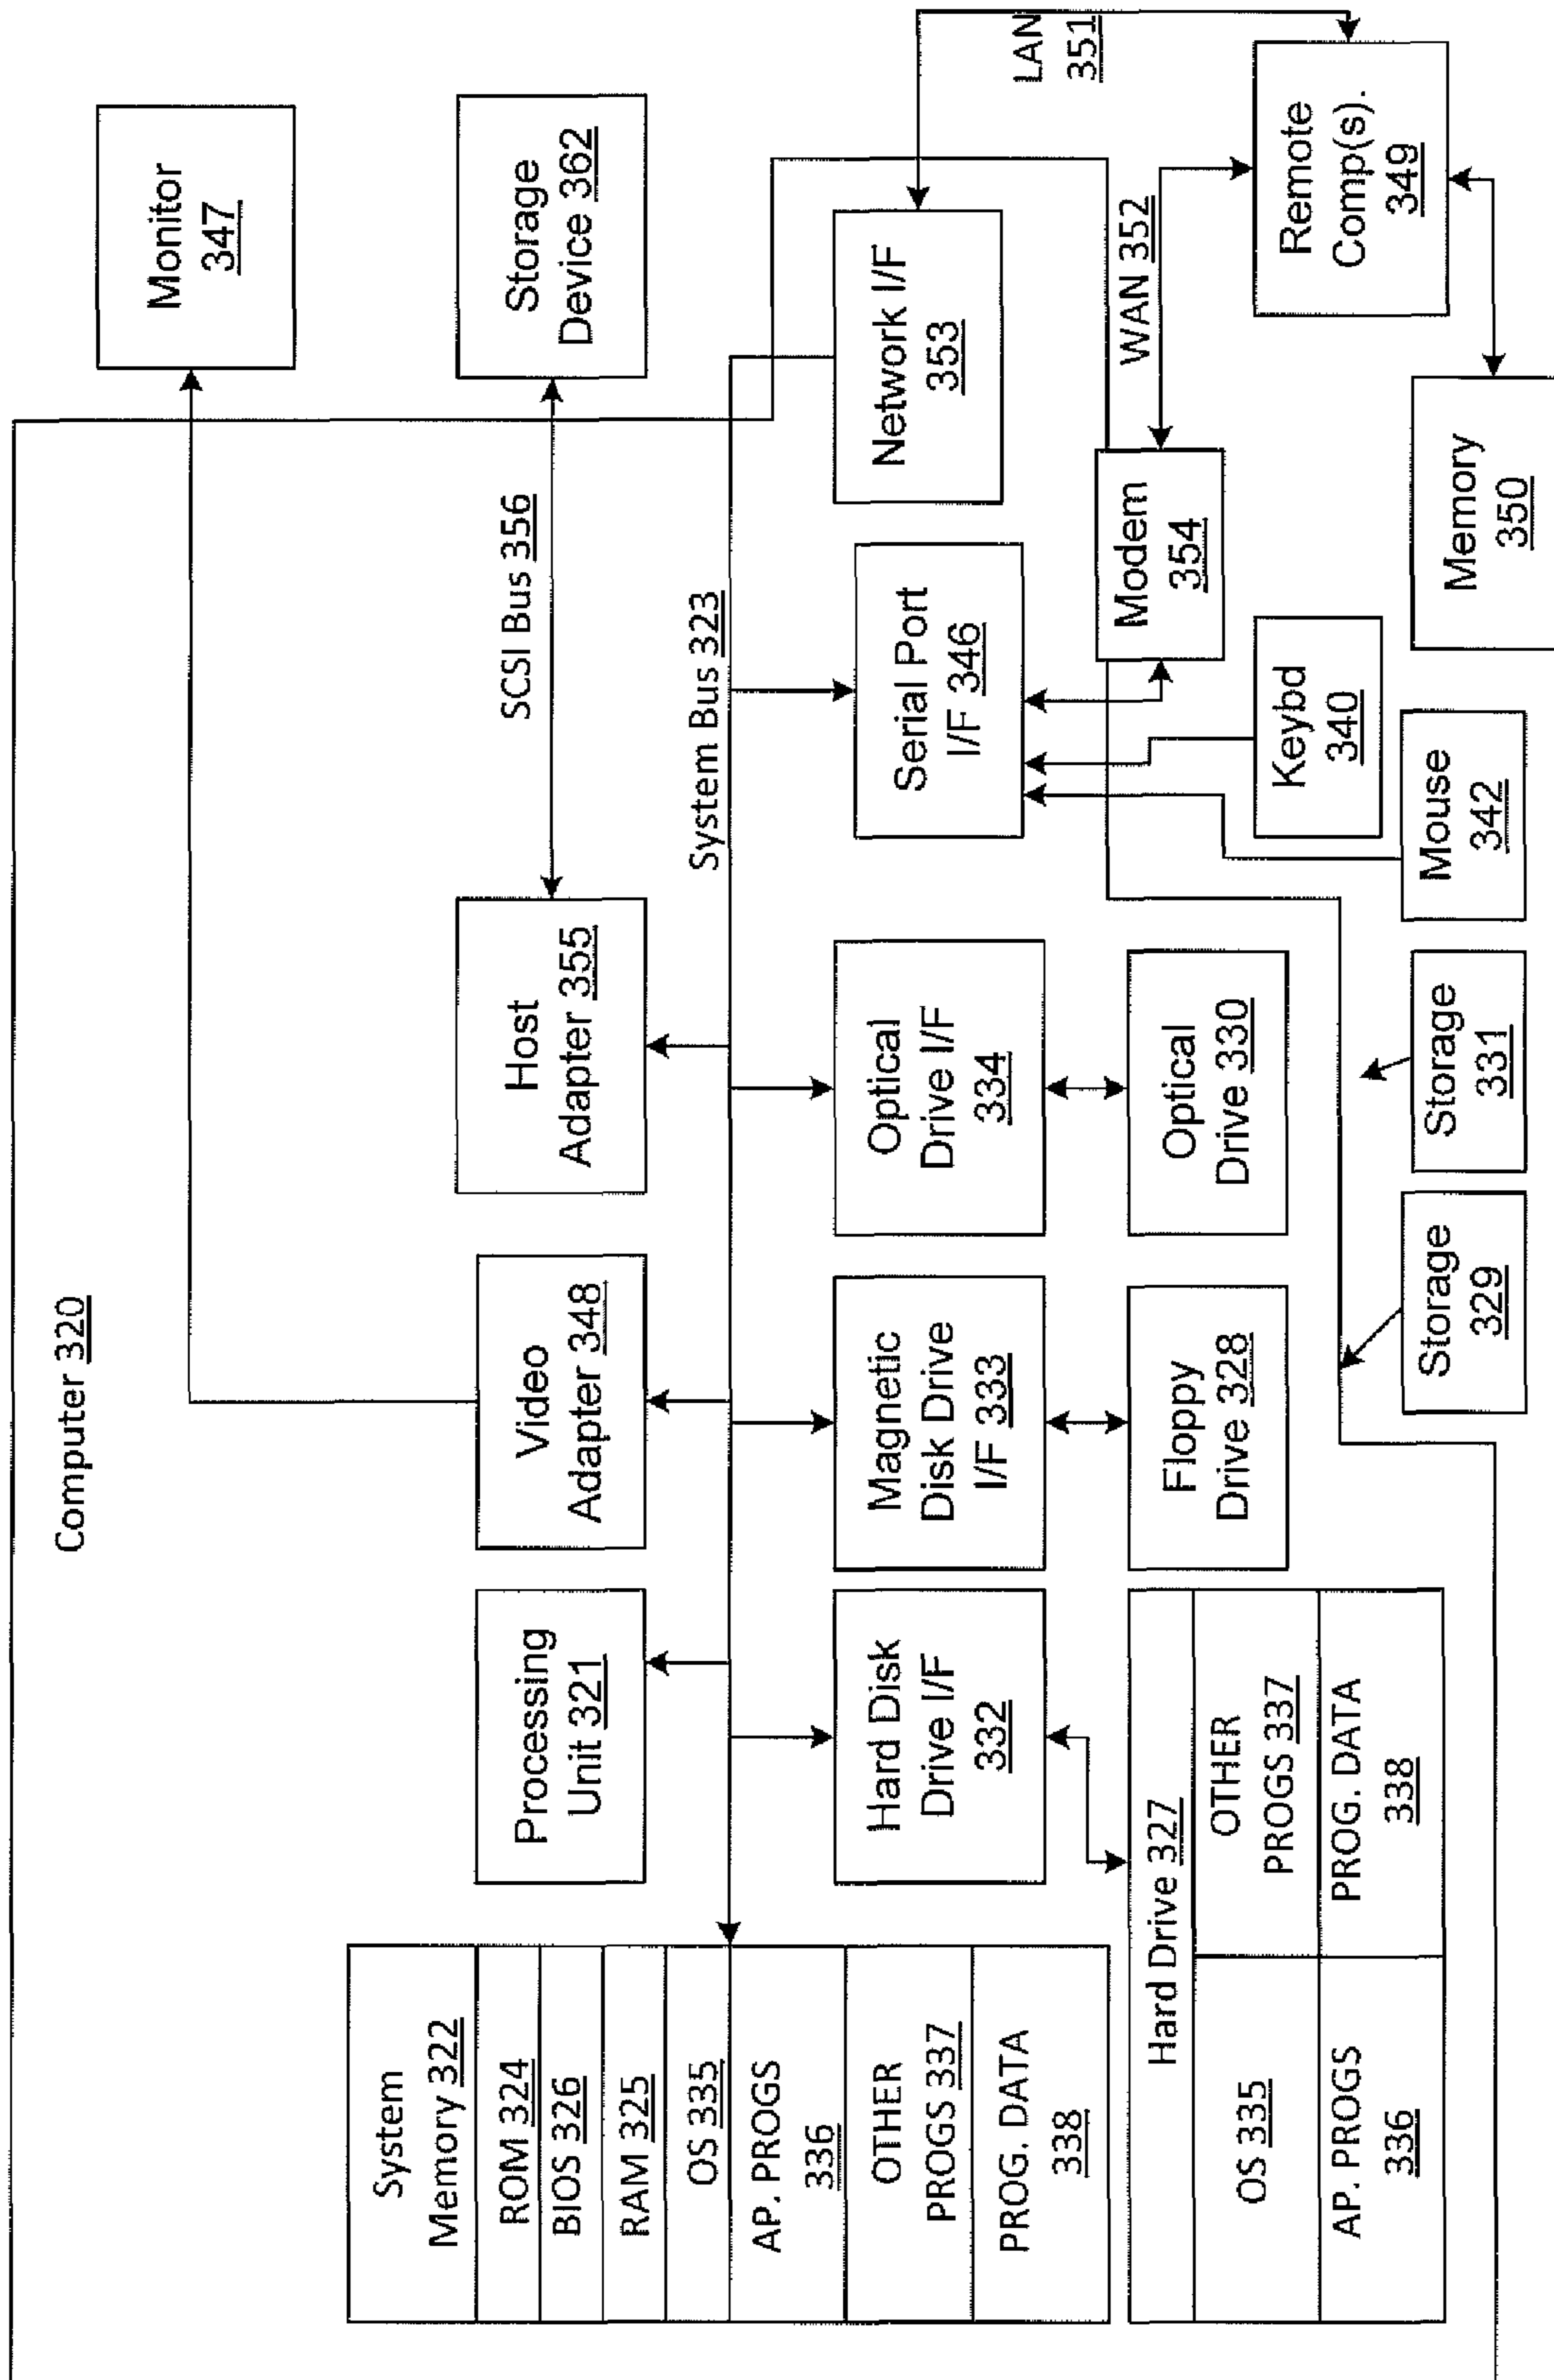 Computer 320
Monitor
347
System
Memory 322
ROM 324
BIOS 326
RAM 325
OS 335
AP. PROGS
336
OTHER
PROGS 337
PROG. DATA
338
Processing
Unit 321
Video
Adapter 348
Host
Adapter 355
SCSI Bus 356
Storage
Device 362
System Bus 323
Hard Disk
Drive I/F
332
Magnetic
Disk Drive
I/F 333
Optical
Drive I/F
334
Serial Port
I/F 346
Network I/F
353
LAN
351
Hard Drive 327
OS 335
OTHER
PROGS 337
AP. PROGS
336
PROG. DATA
338
Floppy
Drive 328
Optical
Drive 330
Modem
354
WAN 352
Keybd
340
Remote
Comp(s).
349
Storage
329
Storage
331
Mouse
342
Memory
350